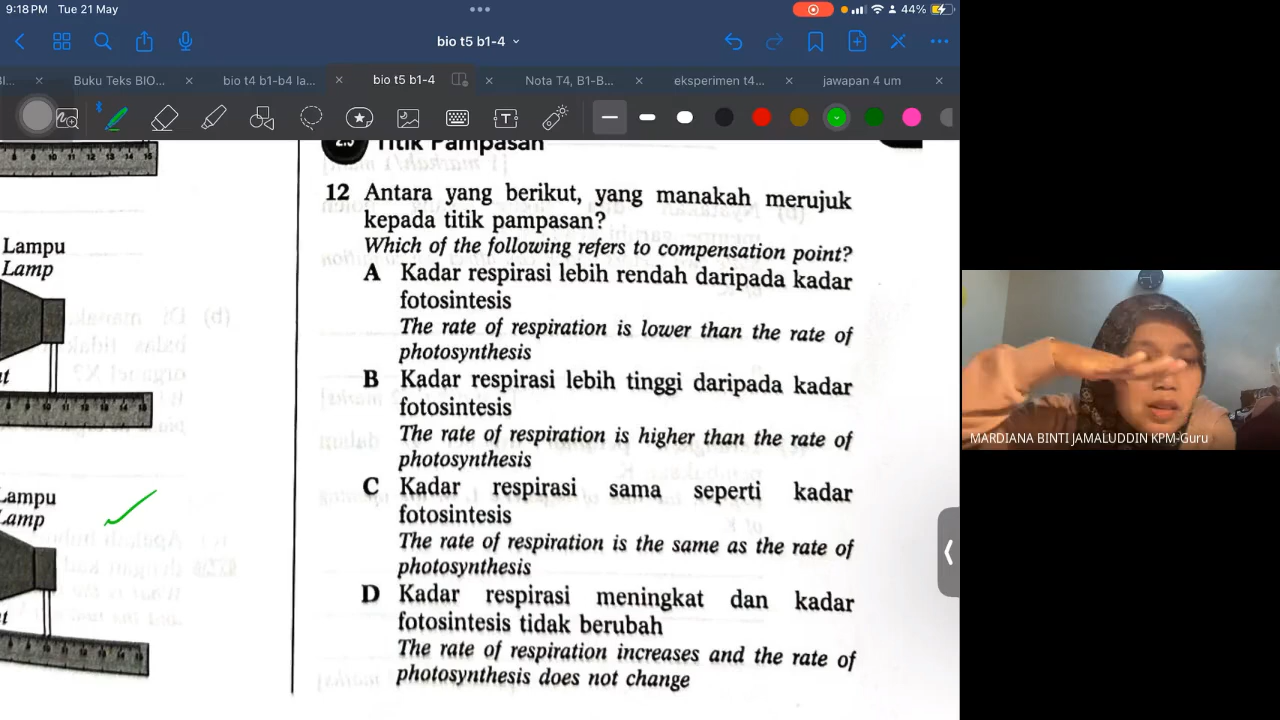 9:18 PM Tue 21 May
44%
bio t5 b1-4
Buku Teks BIO...
bio t4 b1-b4 la...
bio t5 b1-4
Nota T4, B1-B...
eksperimen t4...
jawapan 4 um
2.5 Titik Pampasan
12 Antara yang berikut, yang manakah merujuk
kepada titik pampasan?
Which of the following refers to compensation point?
A Kadar respirasi lebih rendah daripada kadar
fotosintesis
The rate of respiration is lower than the rate of
photosynthesis
B Kadar respirasi lebih tinggi daripada kadar
fotosintesis
The rate of respiration is higher than the rate of
photosynthesis
C Kadar respirasi sama seperti kadar
fotosintesis
The rate of respiration is the same as the rate of
photosynthesis
D Kadar respirasi meningkat dan kadar
fotosintesis tidak berubah
The rate of respiration increases and the rate of
photosynthesis does not change
Lampu
Lamp
Lampu
Lamp
MARDIANA BINTI JAMALUDDIN KPM-Guru